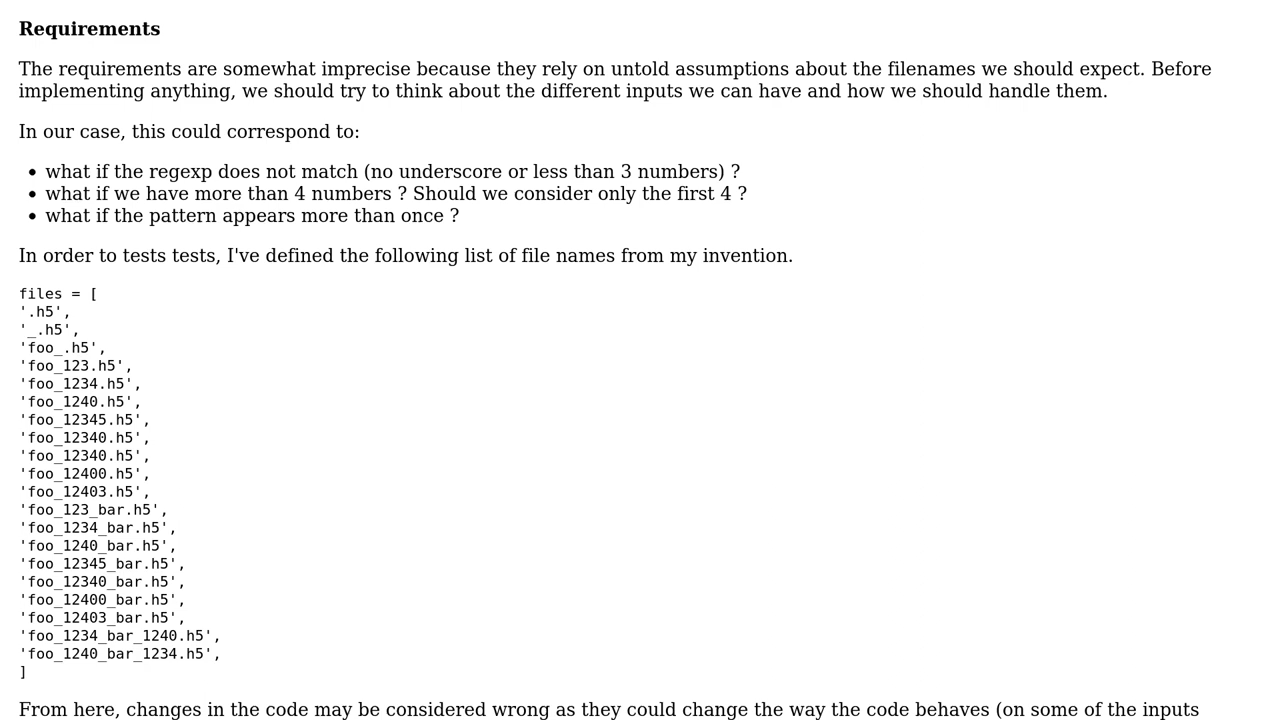 Requirements
The requirements are somewhat imprecise because they rely on untold assumptions about the filenames we should expect. Before
implementing anything, we should try to think about the different inputs we can have and how we should handle them.
In our case, this could correspond to:
• what if the regexp does not match (no underscore or less than 3 numbers) ?
• what if we have more than 4 numbers ? Should we consider only the first 4 ?
• what if the pattern appears more than once ?
In order to tests tests, I've defined the following list of file names from my invention.
files = [
'.h5',
'_.h5',
'foo_.h5',
'foo_123.h5',
'foo_1234.h5',
'foo_1240.h5',
'foo_12345.h5',
'foo_12340.h5',
'foo_12340.h5',
'foo_12400.h5',
'foo_12403.h5',
'foo_123_bar.h5',
'foo_1234_bar.h5',
'foo_1240_bar.h5',
'foo_12345_bar.h5',
'foo_12340_bar.h5',
'foo_12400_bar.h5',
'foo_12403_bar.h5',
'foo_1234_bar_1240.h5',
'foo_1240_bar_1234.h5',
]
From here, changes in the code may be considered wrong as they could change the way the code behaves (on some of the inputs